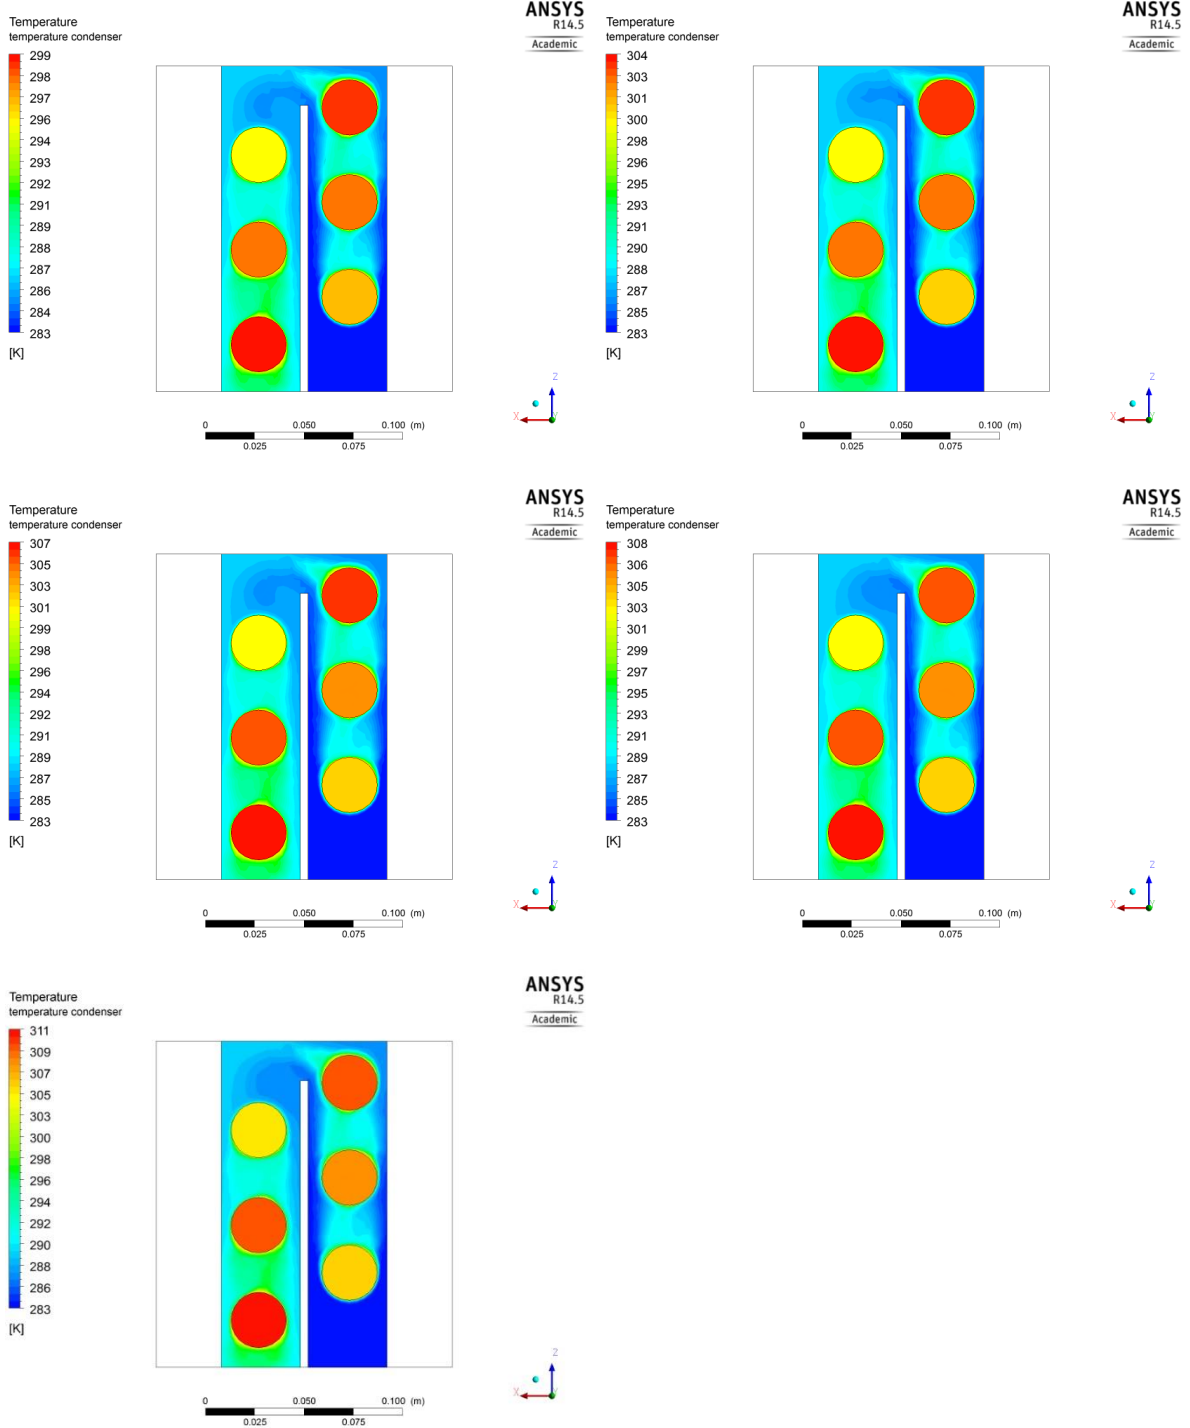 ANSYS
R14.5
Academic
Temperature
temperature condenser
299
298
297
296
294
293
292
289
288
287
286
284
283
[K]
Z
X
Y
0 0.050 0.100 (m)
0.025 0.075
ANSYS
R14.5
Academic
Temperature
temperature condenser
304
303
301
300
298
296
295
293
291
290
288
287
285
283
[K]
Z
X
Y
0 0.050 0.100 (m)
0.025 0.075
ANSYS
R14.5
Academic
Temperature
temperature condenser
307
305
303
301
299
298
296
294
292
291
289
287
285
283
[K]
Z
X
Y
0 0.050 0.100 (m)
0.025 0.075
ANSYS
R14.5
Academic
Temperature
temperature condenser
308
306
305
303
301
299
297
295
293
291
289
287
285
283
[K]
Z
X
Y
0 0.050 0.100 (m)
0.025 0.075
ANSYS
R14.5
Academic
Temperature
temperature condenser
311
309
307
305
303
300
298
296
294
292
290
288
286
283
[K]
Z
X
Y
0 0.050 0.100 (m)
0.025 0.075